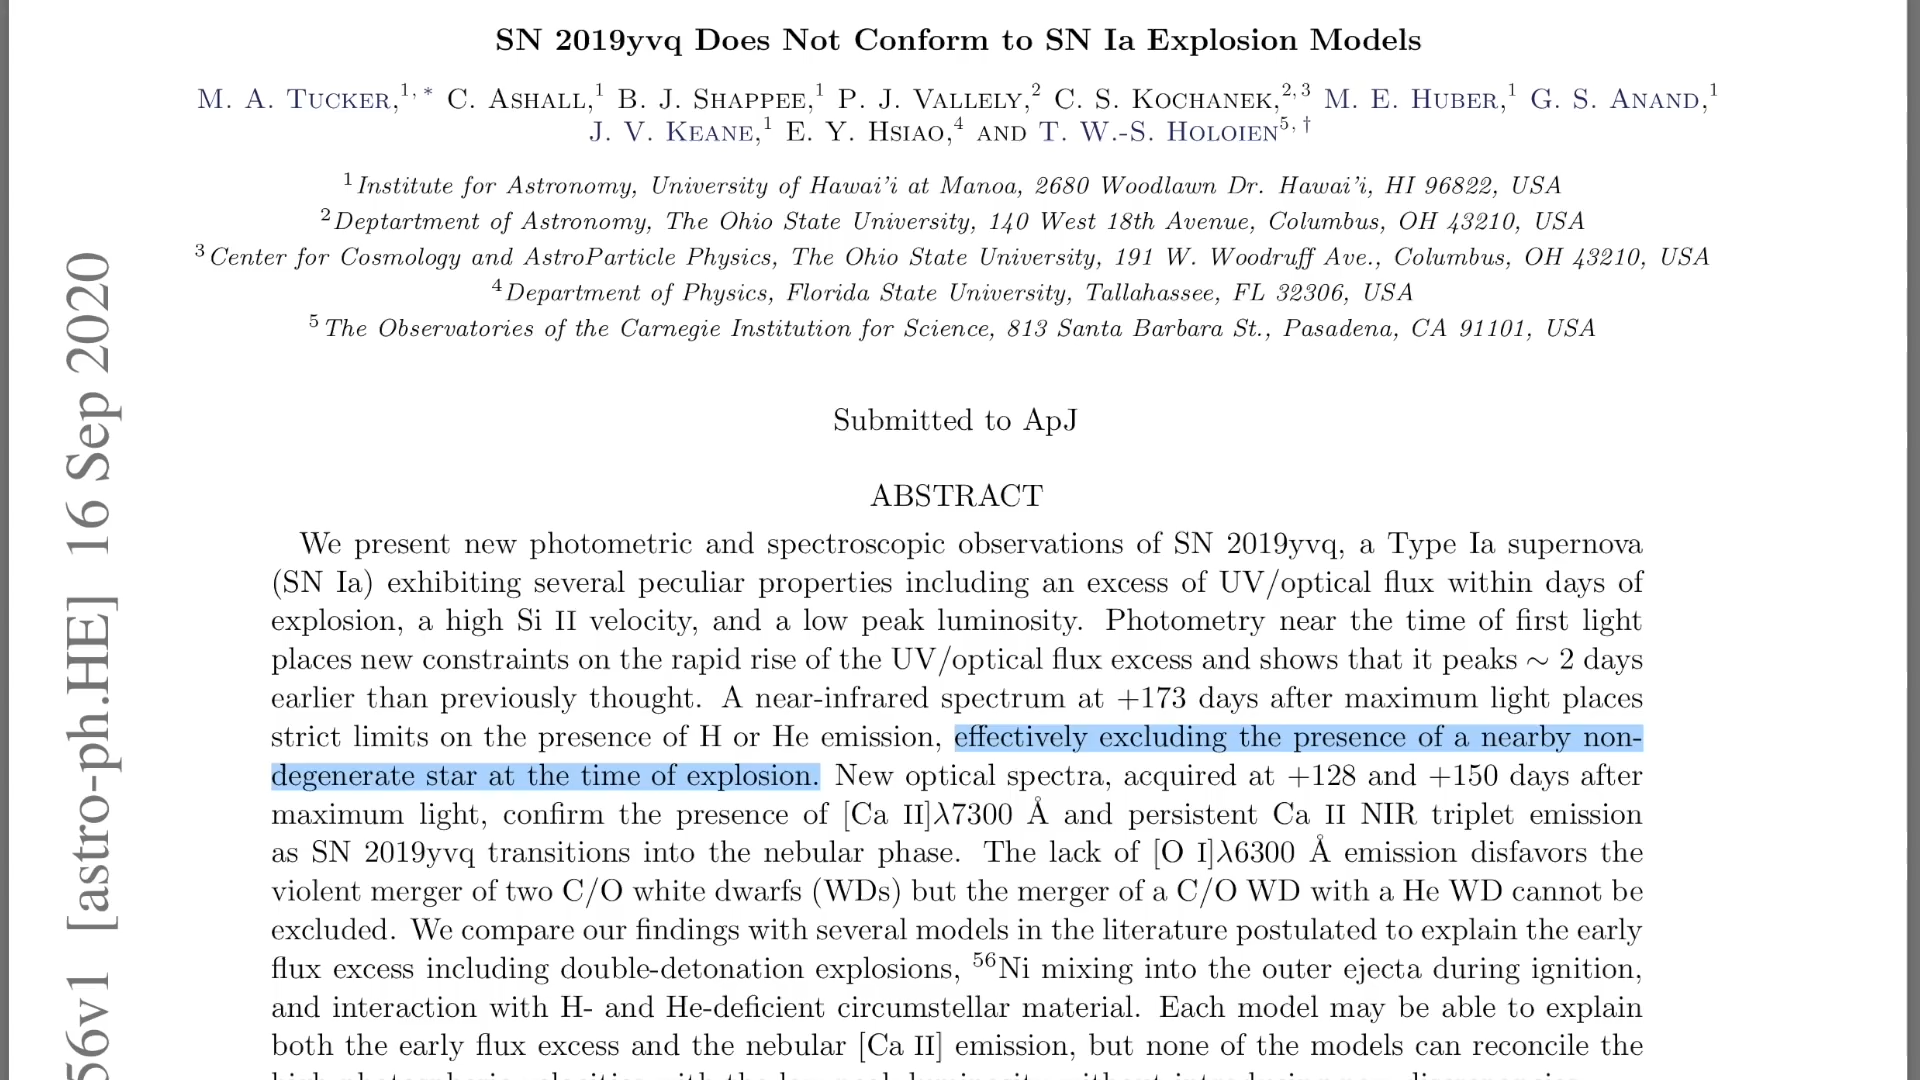 SN 2019yvq Does Not Conform to SN Ia Explosion Models
M. A. Tucker,1, * C. Ashall,1 B. J. Shappee,1 P. J. Vallely,2 C. S. Kochanek,2, 3 M. E. Huber,1 G. S. Anand,1
J. V. Keane,1 E. Y. Hsiao,4 and T. W.-S. Holoien5, †
1 Institute for Astronomy, University of Hawai'i at Manoa, 2680 Woodlawn Dr. Hawai'i, HI 96822, USA
2 Deptartment of Astronomy, The Ohio State University, 140 West 18th Avenue, Columbus, OH 43210, USA
3 Center for Cosmology and AstroParticle Physics, The Ohio State University, 191 W. Woodruff Ave., Columbus, OH 43210, USA
4 Department of Physics, Florida State University, Tallahassee, FL 32306, USA
5 The Observatories of the Carnegie Institution for Science, 813 Santa Barbara St., Pasadena, CA 91101, USA
Submitted to ApJ
ABSTRACT
We present new photometric and spectroscopic observations of SN 2019yvq, a Type Ia supernova
(SN Ia) exhibiting several peculiar properties including an excess of UV/optical flux within days of
explosion, a high Si II velocity, and a low peak luminosity. Photometry near the time of first light
places new constraints on the rapid rise of the UV/optical flux excess and shows that it peaks ∼ 2 days
earlier than previously thought. A near-infrared spectrum at +173 days after maximum light places
strict limits on the presence of H or He emission, effectively excluding the presence of a nearby non-
degenerate star at the time of explosion. New optical spectra, acquired at +128 and +150 days after
maximum light, confirm the presence of [Ca II]λ7300 Å and persistent Ca II NIR triplet emission
as SN 2019yvq transitions into the nebular phase. The lack of [O I]λ6300 Å emission disfavors the
violent merger of two C/O white dwarfs (WDs) but the merger of a C/O WD with a He WD cannot be
excluded. We compare our findings with several models in the literature postulated to explain the early
flux excess including double-detonation explosions, 56Ni mixing into the outer ejecta during ignition,
and interaction with H- and He-deficient circumstellar material. Each model may be able to explain
both the early flux excess and the nebular [Ca II] emission, but none of the models can reconcile the
56v1 [astro-ph.HE] 16 Sep 2020